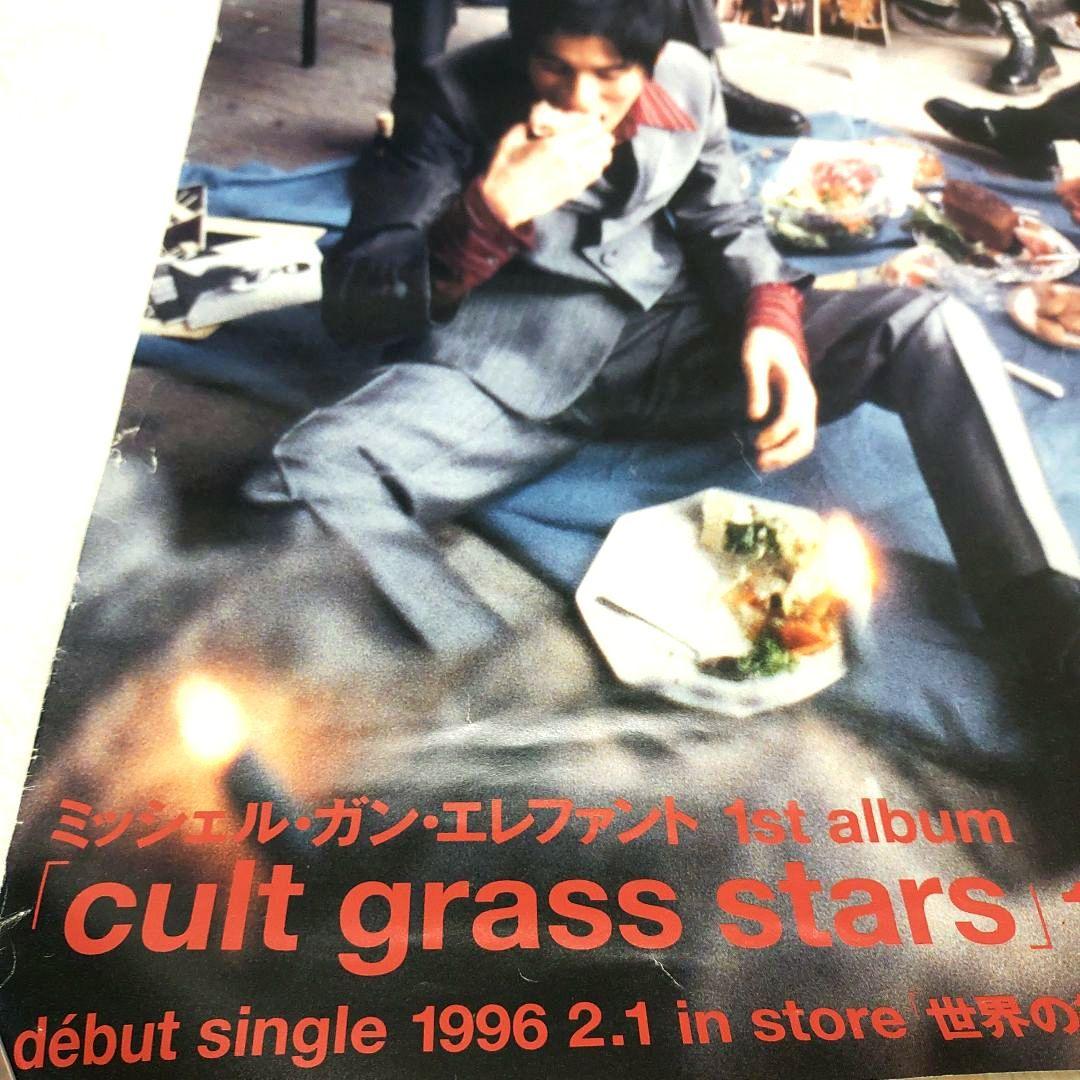 ミッシェル・ガン・エレファント 1st album
「cult grass stars」
début single 1996 2.1 in store「世界の